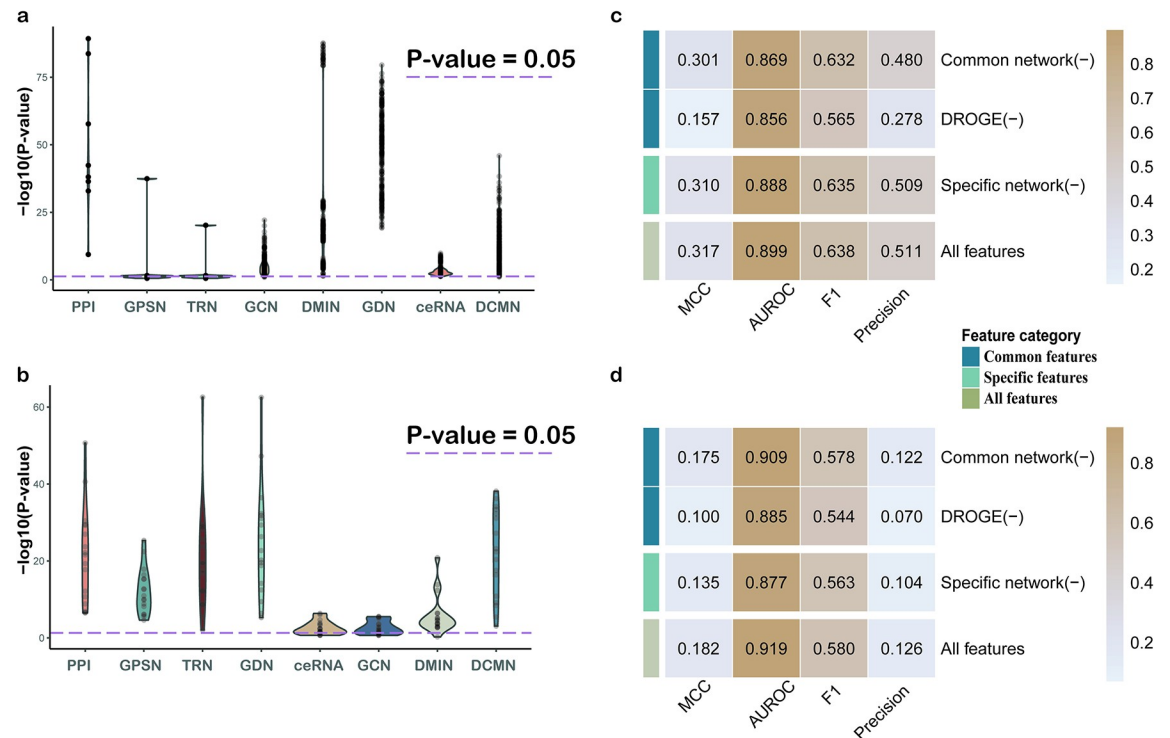 a
−log10(P-value)
75
50
25
0
P-value = 0.05
PPI GPSN TRN GCN DMIN GDN ceRNA DCMN
b
−log10(P-value)
60
40
20
0
P-value = 0.05
PPI GPSN TRN GDN ceRNA GCN DMIN DCMN
c
0.301 0.869 0.632 0.480 Common network(−)
0.157 0.856 0.565 0.278 DROGE(−)
0.310 0.888 0.635 0.509 Specific network(−)
0.317 0.899 0.638 0.511 All features
MCC AUROC F1 Precision
0.8
0.7
0.6
0.5
0.4
0.3
0.2
Feature category
Common features
Specific features
All features
d
0.175 0.909 0.578 0.122 Common network(−)
0.100 0.885 0.544 0.070 DROGE(−)
0.135 0.877 0.563 0.104 Specific network(−)
0.182 0.919 0.580 0.126 All features
MCC AUROC F1 Precision
0.8
0.6
0.4
0.2